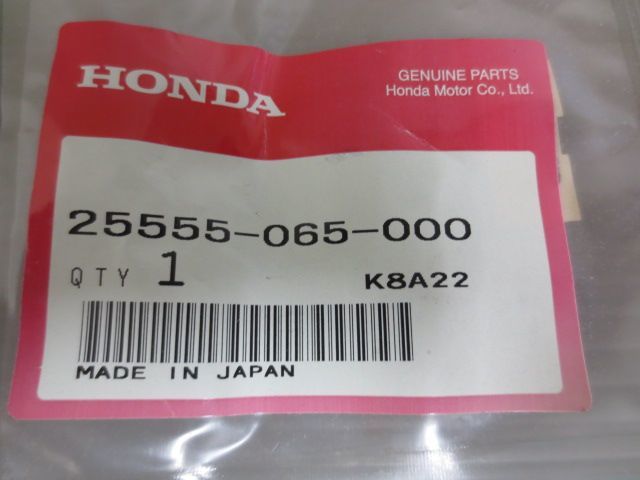 HONDA
GENUINE PARTS
Honda Motor Co., Ltd.
25555-065-000
QTY 1 K8A22
MADE IN JAPAN